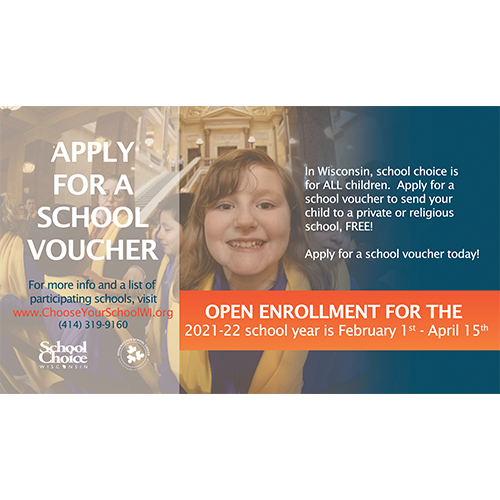 APPLY
FOR A
SCHOOL
VOUCHER
For more info and a list of
participating schools, visit
www.ChooseYourSchoolWI.org
(414) 319-9160
School
Choice
WISCONSIN
In Wisconsin, school choice is
for ALL children. Apply for a
school voucher to send your
child to a private or religious
school, FREE!
Apply for a school voucher today!
OPEN ENROLLMENT FOR THE
2021-22 school year is February 1st - April 15th